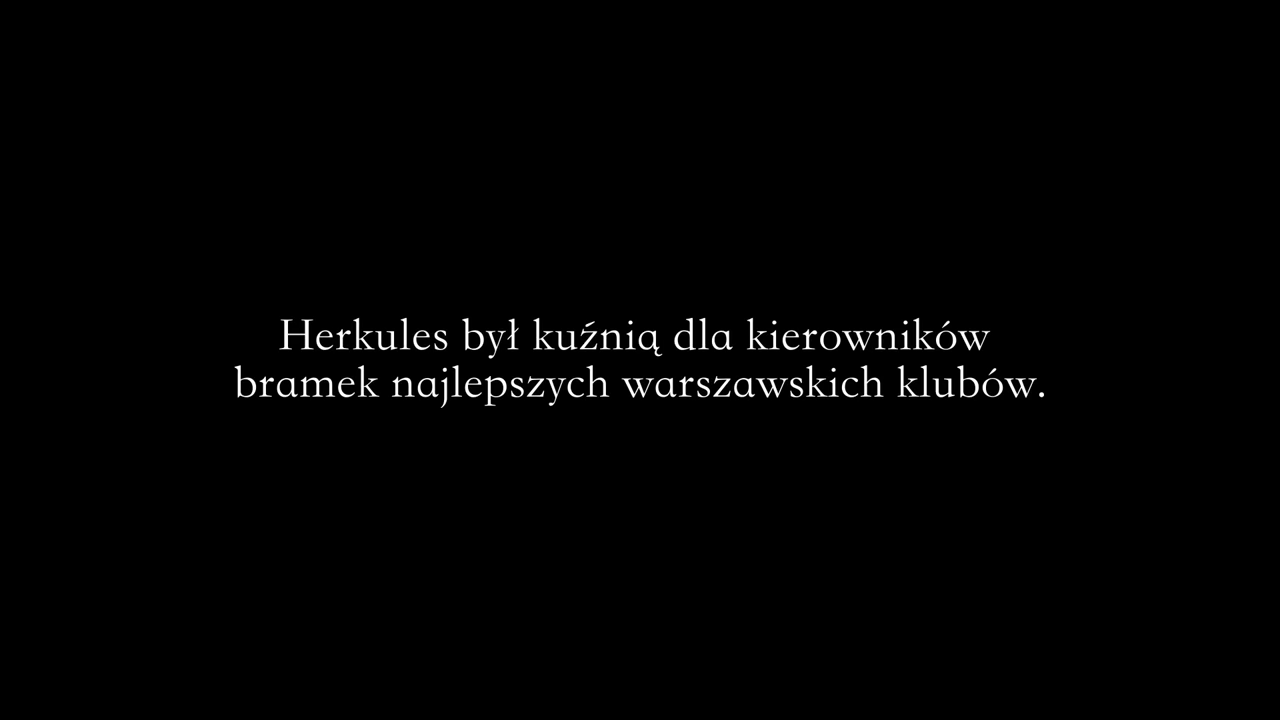 Herkules był kuźnią dla kierowników
bramek najlepszych warszawskich klubów.